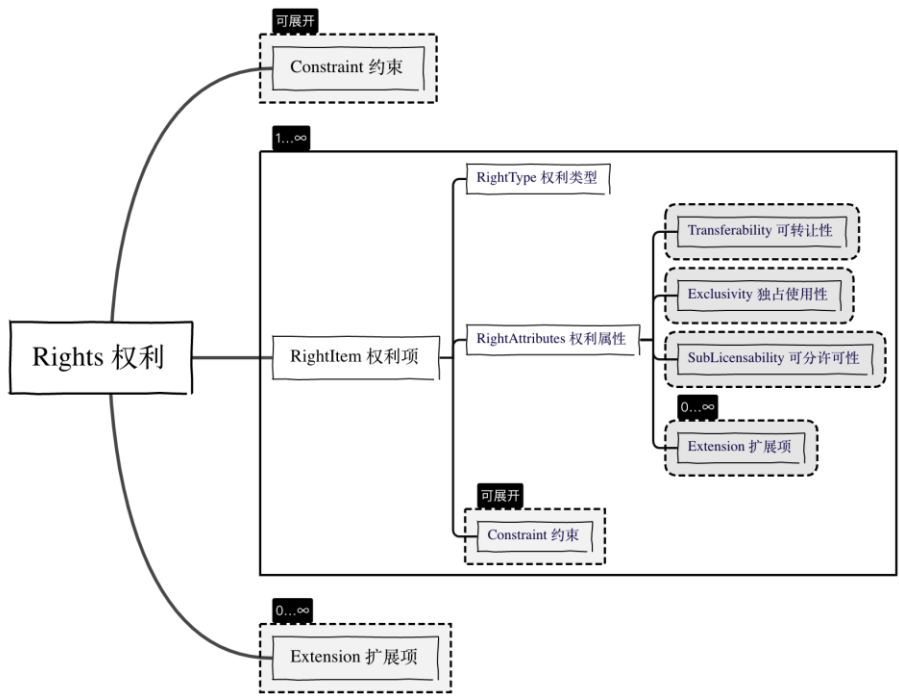 可展开
Constraint 约束
1…∞
RightType 权利类型
Transferability 可转让性
Exclusivity 独占使用性
Rights 权利
RightItem 权利项
RightAttributes 权利属性
SubLicensability 可分许可性
0…∞
Extension 扩展项
可展开
Constraint 约束
0…∞
Extension 扩展项